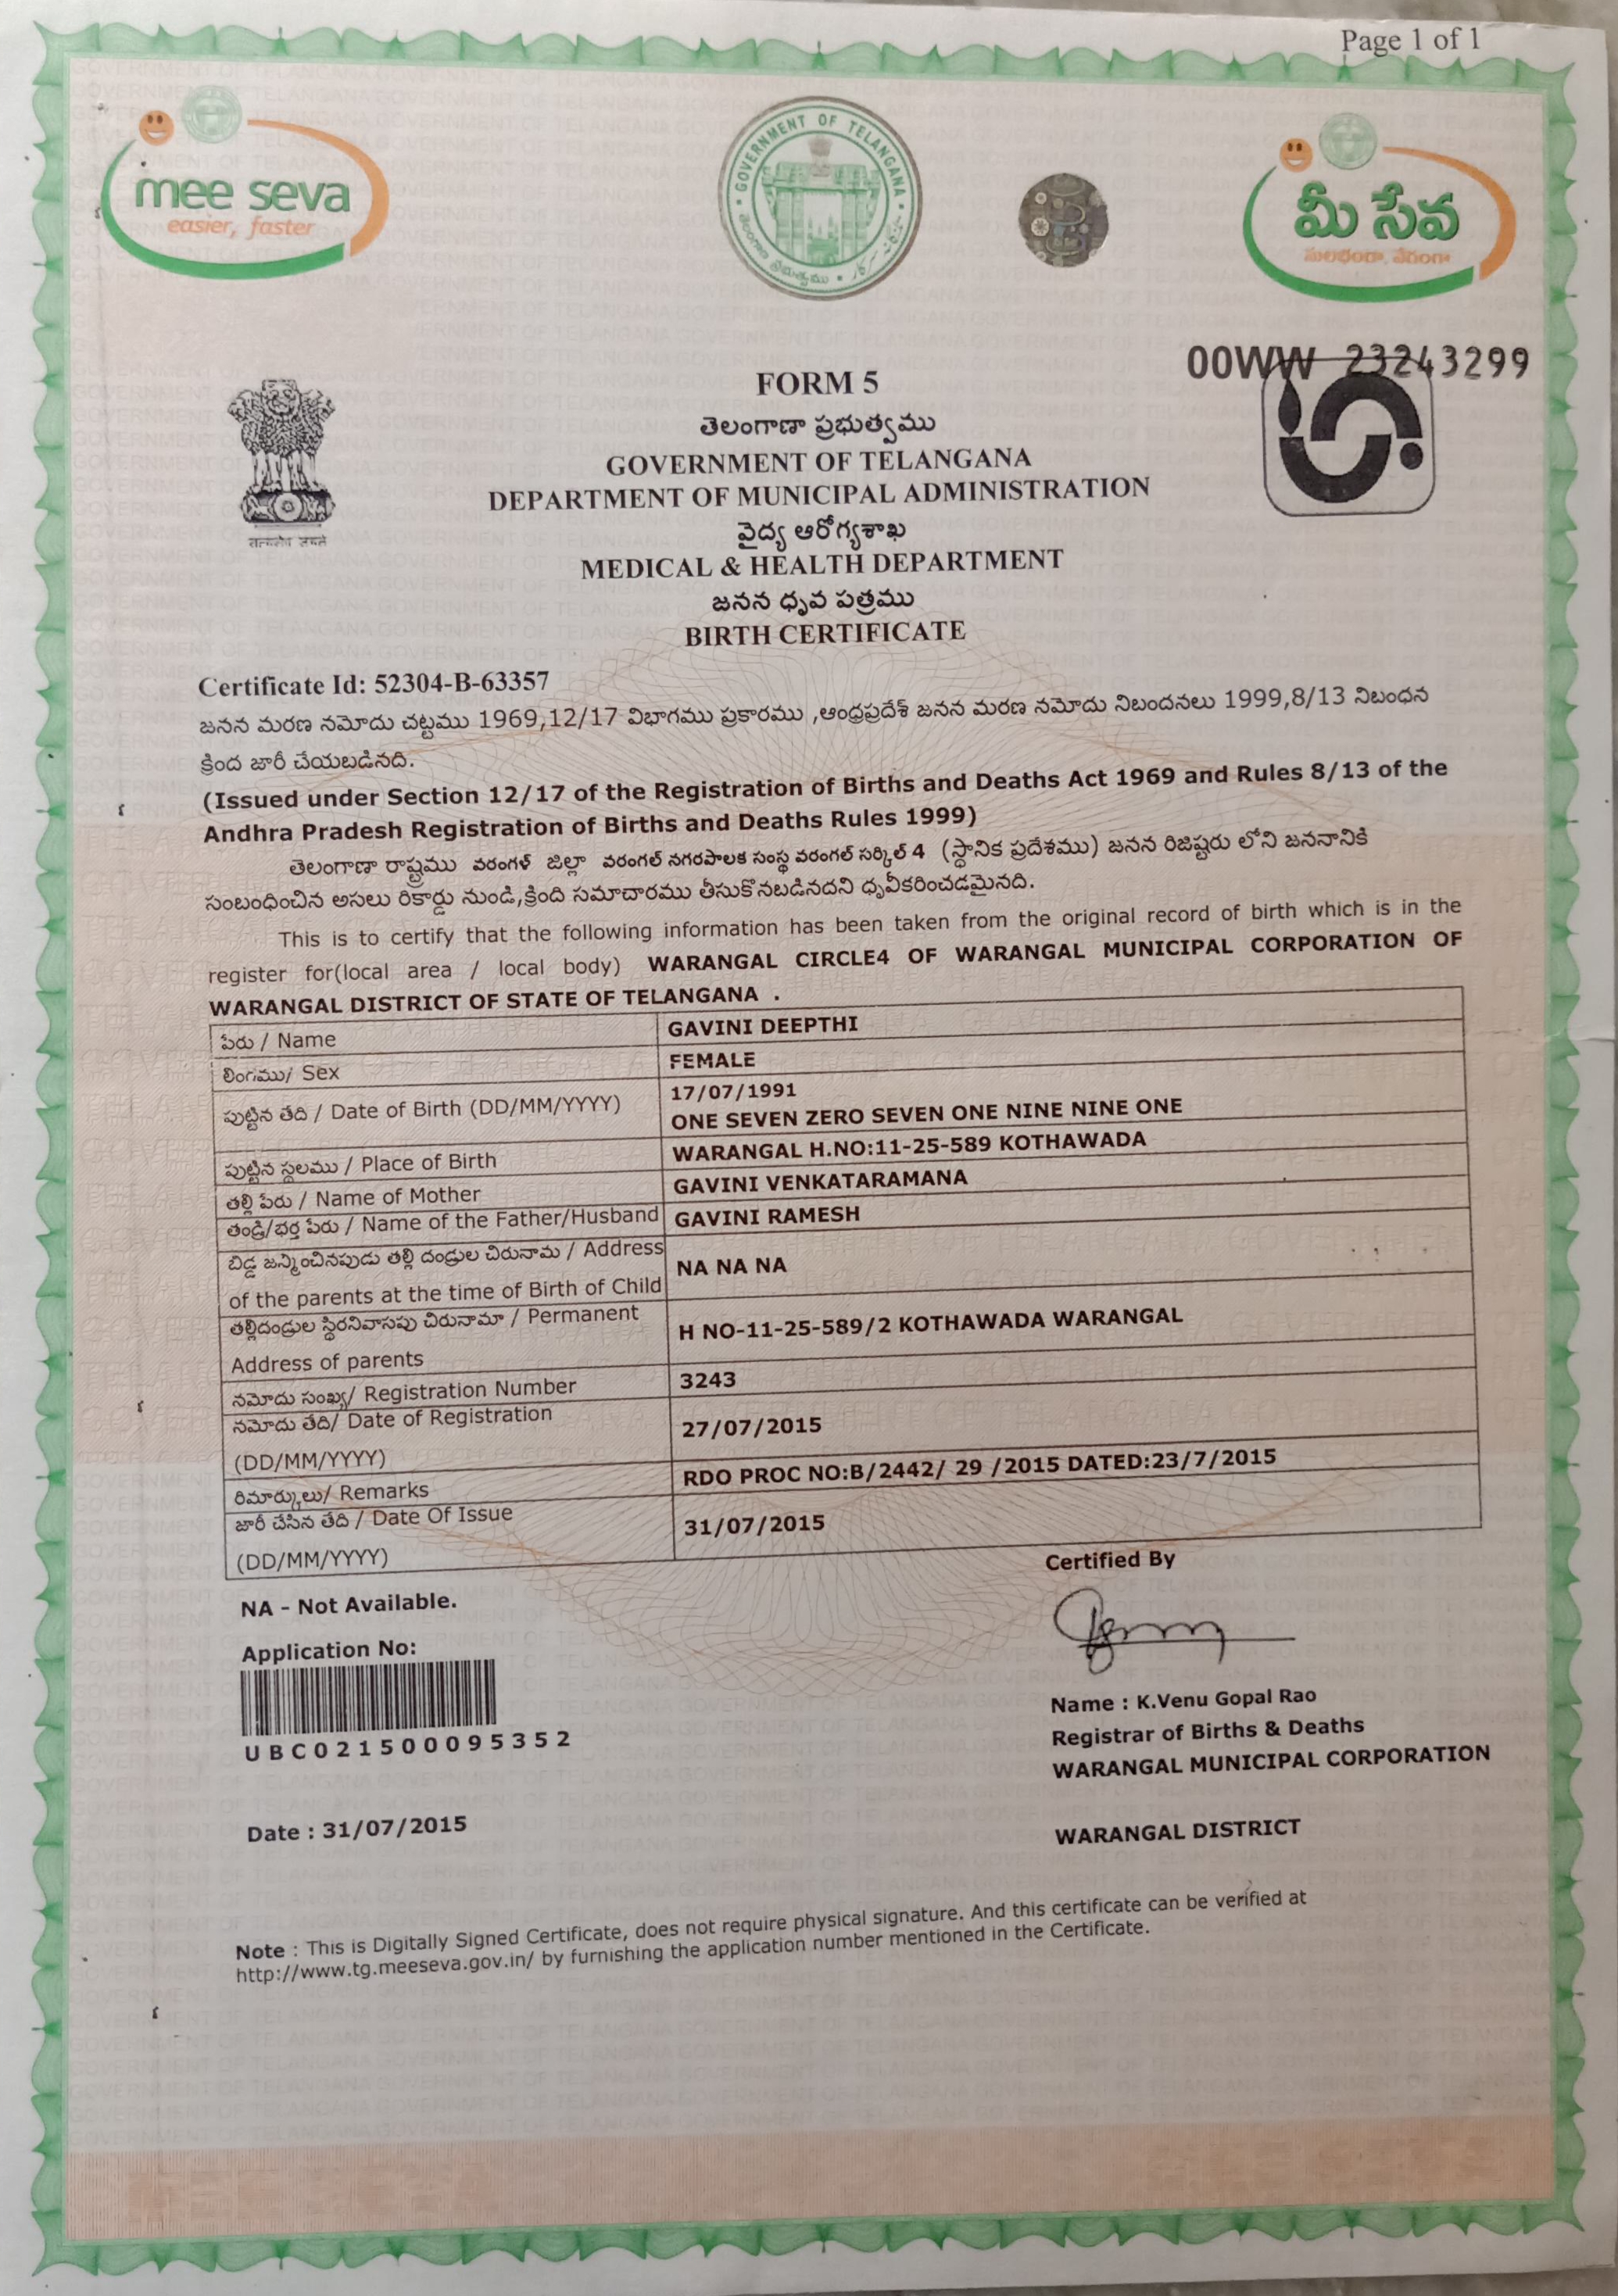 Page 1 of 1
mee seva
easier, faster
GOVERNMENT OF TELANGANA
మీ సేవ
సులభంగా, వేగంగా
00WW 23243299
FORM 5
తెలంగాణా ప్రభుత్వము
GOVERNMENT OF TELANGANA
DEPARTMENT OF MUNICIPAL ADMINISTRATION
వైద్య ఆరోగ్యశాఖ
सत्यमेव जयते
MEDICAL & HEALTH DEPARTMENT
జనన ధృవ పత్రము
BIRTH CERTIFICATE
Certificate Id: 52304-B-63357
జనన మరణ నమోదు చట్టము 1969,12/17 విభాగము ప్రకారము ,ఆంధ్రప్రదేశ్ జనన మరణ నమోదు నిబందనలు 1999,8/13 నిబంధన
క్రింద జారీ చేయబడినది.
(Issued under Section 12/17 of the Registration of Births and Deaths Act 1969 and Rules 8/13 of the
Andhra Pradesh Registration of Births and Deaths Rules 1999)
తెలంగాణా రాష్ట్రము వరంగళ్ జిల్లా వరంగల్ నగరపాలక సంస్థ వరంగల్ సర్కిల్ 4 (స్థానిక ప్రదేశము) జనన రిజిష్టరు లోని జననానికి
సంబంధించిన అసలు రికార్డు నుండి,క్రింది సమాచారము తీసుకొనబడినదని ధృవీకరించడమైనది.
This is to certify that the following information has been taken from the original record of birth which is in the
register for(local area / local body) WARANGAL CIRCLE4 OF WARANGAL MUNICIPAL CORPORATION OF
WARANGAL DISTRICT OF STATE OF TELANGANA .
పేరు / Name GAVINI DEEPTHI
లింగము/ Sex FEMALE
పుట్టిన తేది / Date of Birth (DD/MM/YYYY) 17/07/1991
ONE SEVEN ZERO SEVEN ONE NINE NINE ONE
పుట్టిన స్థలము / Place of Birth WARANGAL H.NO:11-25-589 KOTHAWADA
తల్లి పేరు / Name of Mother GAVINI VENKATARAMANA
తండ్రి/భర్త పేరు / Name of the Father/Husband GAVINI RAMESH
బిడ్డ జన్మించినపుడు తల్లి దండ్రుల చిరునామ / Address
of the parents at the time of Birth of Child NA NA NA
తల్లిదండ్రుల స్థిరనివాసపు చిరునామా / Permanent
Address of parents H NO-11-25-589/2 KOTHAWADA WARANGAL
నమోదు సంఖ్య/ Registration Number 3243
నమోదు తేది/ Date of Registration
(DD/MM/YYYY) 27/07/2015
రిమార్కులు/ Remarks RDO PROC NO:B/2442/ 29 /2015 DATED:23/7/2015
జారీ చేసిన తేది / Date Of Issue
(DD/MM/YYYY) 31/07/2015
Certified By
NA - Not Available.
Application No:
UBC021500095352
Name : K.Venu Gopal Rao
Registrar of Births & Deaths
WARANGAL MUNICIPAL CORPORATION
Date : 31/07/2015
WARANGAL DISTRICT
Note : This is Digitally Signed Certificate, does not require physical signature. And this certificate can be verified at
http://www.tg.meeseva.gov.in/ by furnishing the application number mentioned in the Certificate.